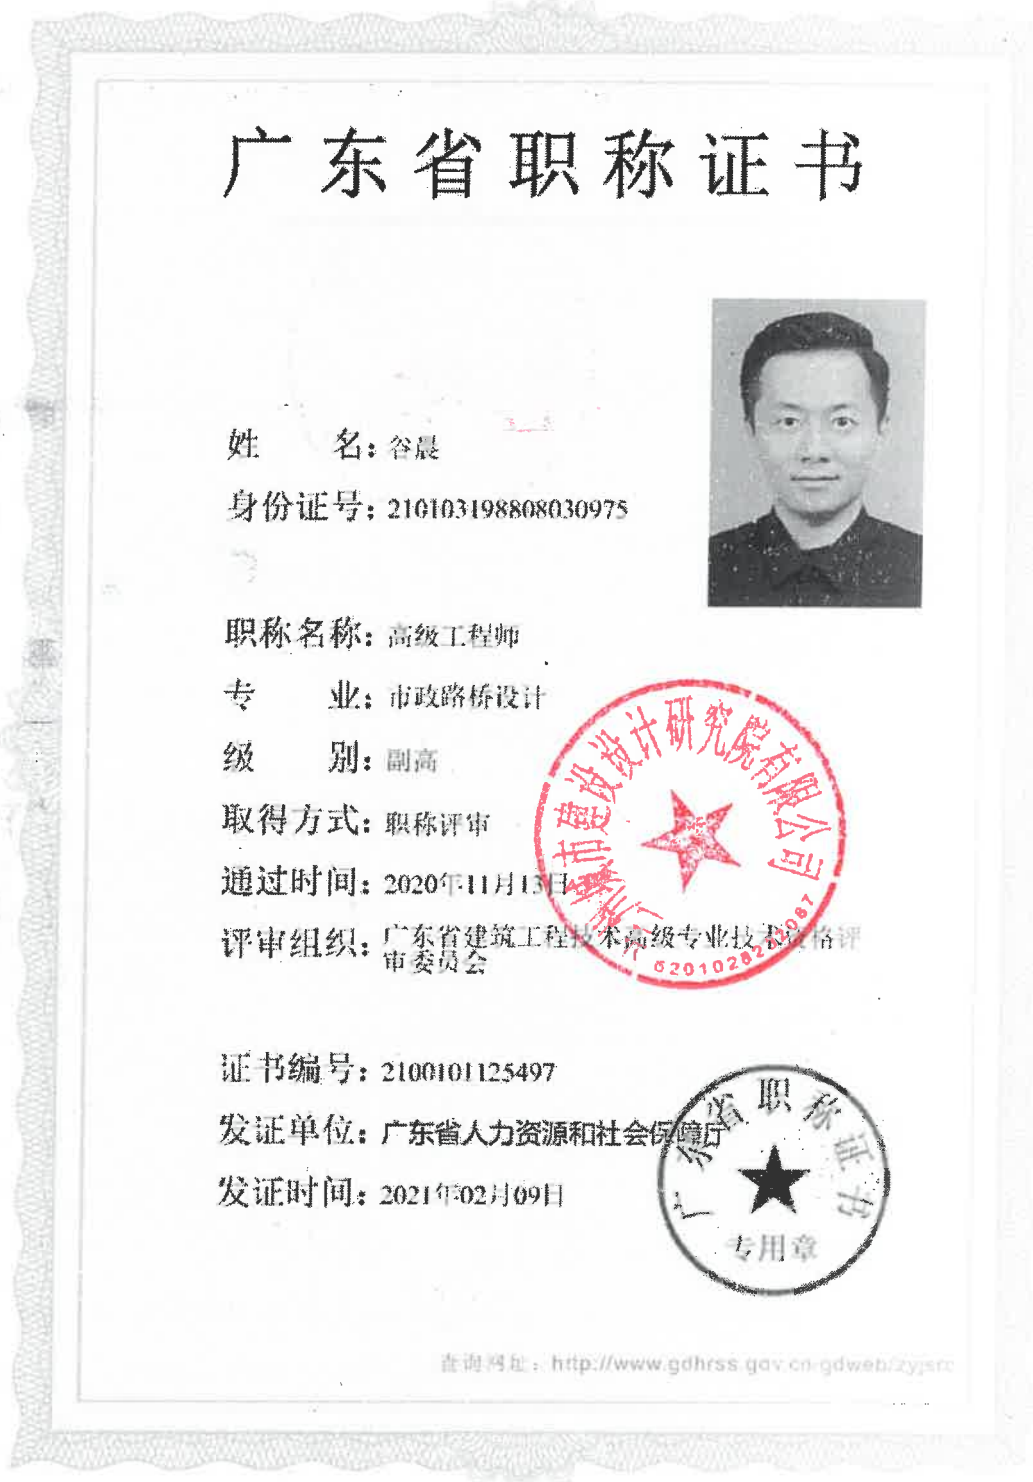 广东省职称证书
姓 名：谷晨
身份证号：210103198808030975
职称名称：高级工程师
专 业：市政路桥设计
级 别：副高
取得方式：职称评审
通过时间：2020年11月13日
评审组织：广东省建筑工程技术高级专业技术资格评
审委员会
市建设设计研究院有限公司
证书编号：2100101125497
发证单位：广东省人力资源和社会保障厅
发证时间：2021年02月09日
广东省职称证书
专用章
查询网址：http://www.gdhrss.gov.cn/gdweb/zyjsrc